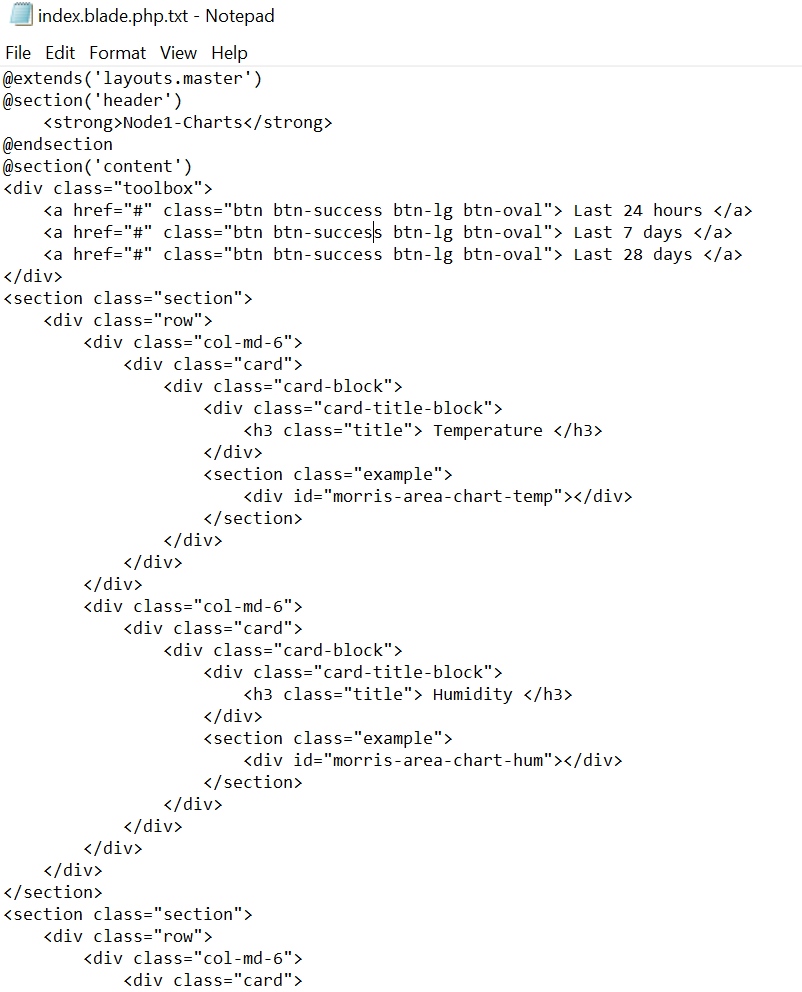 index.blade.php.txt - Notepad
File Edit Format View Help
@extends('layouts.master')
@section('header')
    <strong>Node1-Charts</strong>
@endsection
@section('content')
<div class="toolbox">
    <a href="#" class="btn btn-success btn-lg btn-oval"> Last 24 hours </a>
    <a href="#" class="btn btn-success btn-lg btn-oval"> Last 7 days </a>
    <a href="#" class="btn btn-success btn-lg btn-oval"> Last 28 days </a>
</div>
<section class="section">
    <div class="row">
        <div class="col-md-6">
            <div class="card">
                <div class="card-block">
                    <div class="card-title-block">
                        <h3 class="title"> Temperature </h3>
                    </div>
                    <section class="example">
                        <div id="morris-area-chart-temp"></div>
                    </section>
                </div>
            </div>
        </div>
        <div class="col-md-6">
            <div class="card">
                <div class="card-block">
                    <div class="card-title-block">
                        <h3 class="title"> Humidity </h3>
                    </div>
                    <section class="example">
                        <div id="morris-area-chart-hum"></div>
                    </section>
                </div>
            </div>
        </div>
    </div>
</section>
<section class="section">
    <div class="row">
        <div class="col-md-6">
            <div class="card">